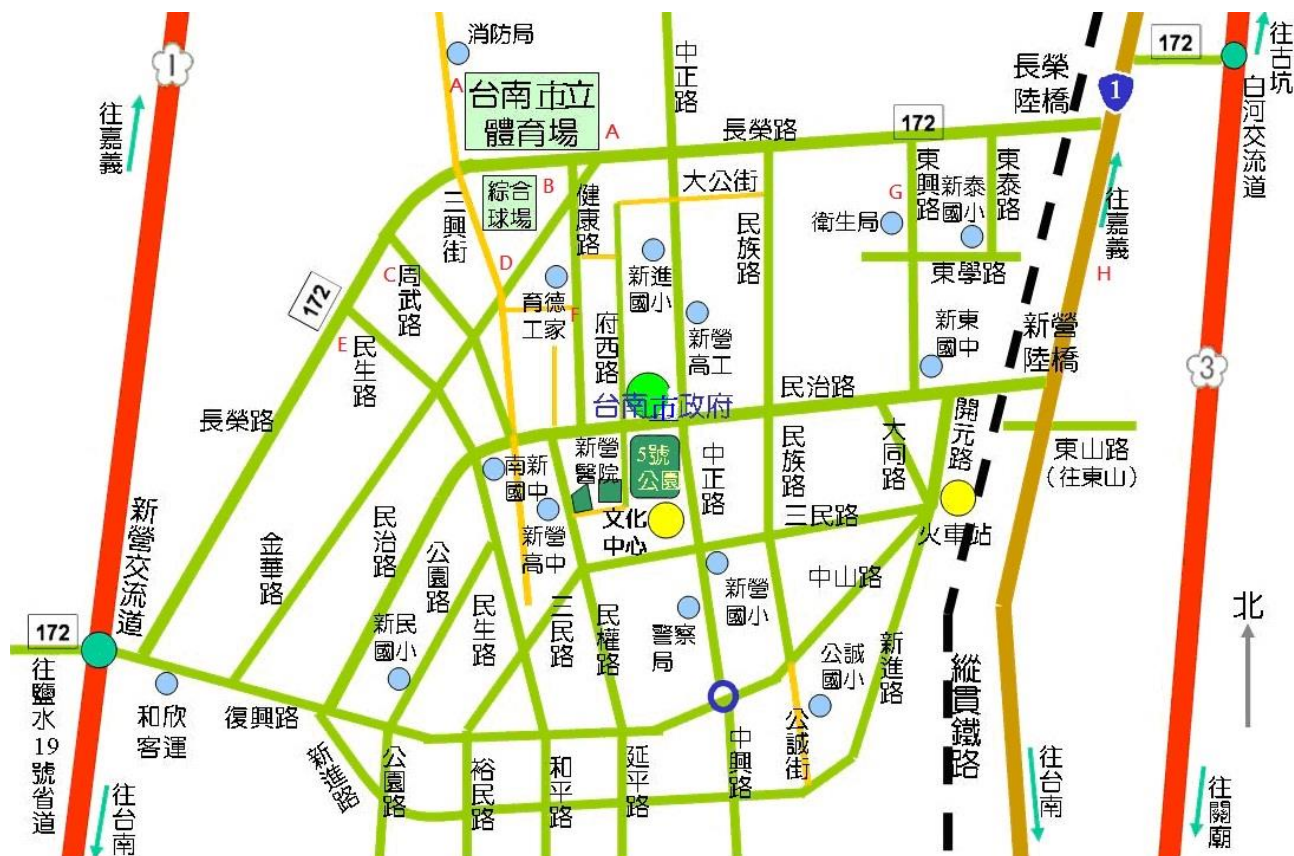 消防局
A
台南市立
體育場
A
中正路
長榮路
172
長榮
陸橋
1
172
往古坑
白河交流道
1
往嘉義
三興街
綜合
球場
B
健康路
大公街
民族路
G
衛生局
東興路
新泰
國小
東泰路
往嘉義
H
東學路
172
C
周武路
D
育德
工家
F
新進
國小
府西路
新營
高工
新東
國中
新營
陸橋
3
E
民生路
長榮路
台南市政府
民治路
大同路
開元路
東山路
(往東山)
新營
醫院
5號
公園
中正路
民族路
南新
國中
新營
高中
文化
中心
三民路
火車站
新營交流道
金華路
民治路
公園路
民生路
三民路
民權路
新營
國小
警察
局
中山路
新進路
公誠
國小
北
172
往鹽水19號省道
新民
國小
和欣
客運
復興路
新進路
公園路
裕民路
和平路
延平路
中興路
公誠街
縱貫鐵路
往台南
往台南
往關廟